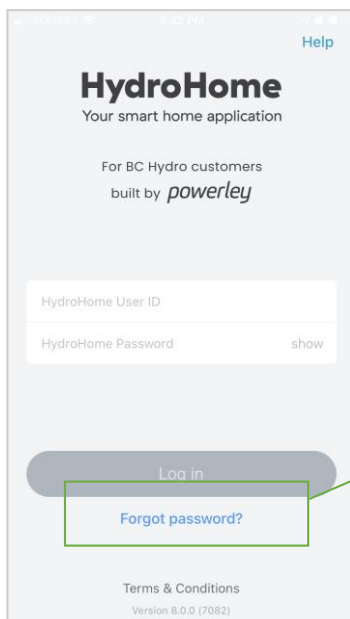 Help
HydroHome
Your smart home application
For BC Hydro customers
built by powerley
HydroHome User ID
HydroHome Password show
Log in
Forgot password?
Terms & Conditions
Version 8.0.0 (7082)